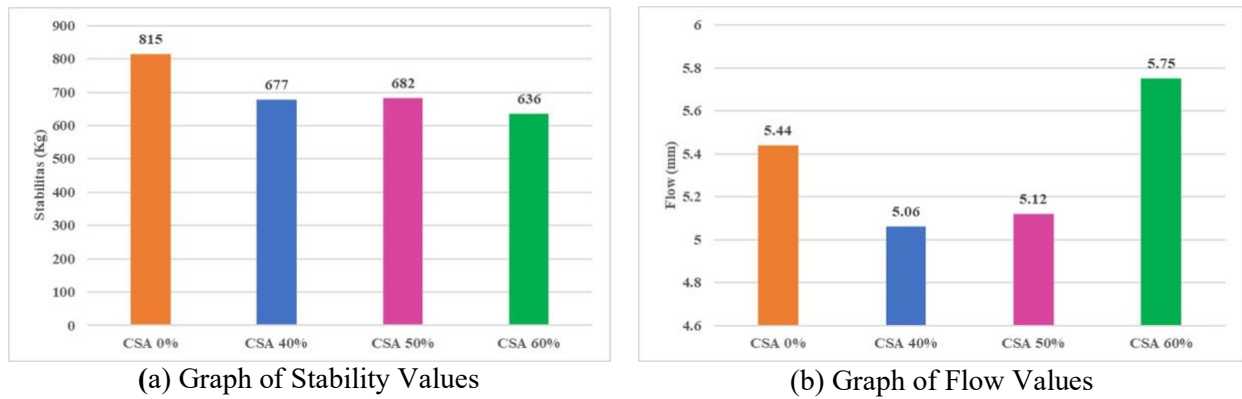 900
800
700
600
500
400
300
200
100
0
Stabilitas (Kg)
815
677
682
636
CSA 0%
CSA 40%
CSA 50%
CSA 60%
(a) Graph of Stability Values
6
5.8
5.6
5.4
5.2
5
4.8
4.6
Flow (mm)
5.44
5.06
5.12
5.75
CSA 0%
CSA 40%
CSA 50%
CSA 60%
(b) Graph of Flow Values